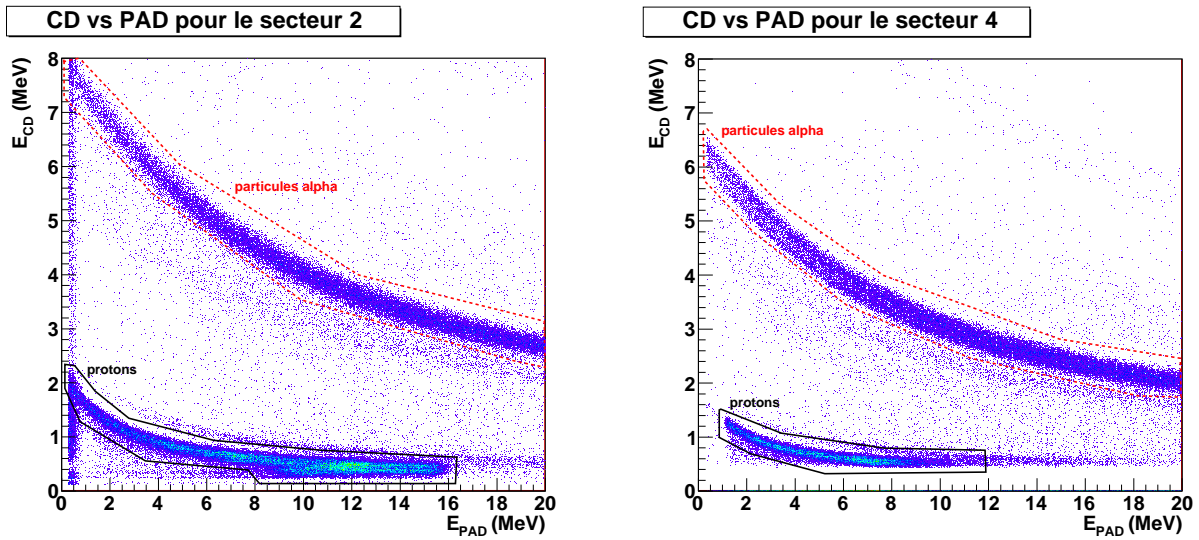 CD vs PAD pour le secteur 2
E_CD (MeV)
8
7
6
5
4
3
2
1
0
particules alpha
protons
0 2 4 6 8 10 12 14 16 18 20
E_PAD (MeV)
CD vs PAD pour le secteur 4
E_CD (MeV)
8
7
6
5
4
3
2
1
0
particules alpha
protons
0 2 4 6 8 10 12 14 16 18 20
E_PAD (MeV)